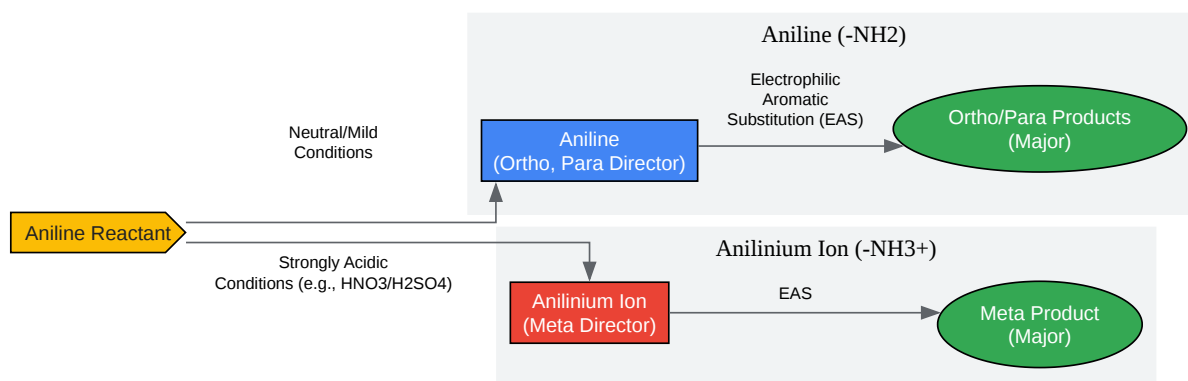 Aniline (-NH2)
Electrophilic
Aromatic
Substitution (EAS)
Aniline
(Ortho, Para Director)
Ortho/Para Products
(Major)
Neutral/Mild
Conditions
Aniline Reactant
Strongly Acidic
Conditions (e.g., HNO3/H2SO4)
Anilinium Ion (-NH3+)
Anilinium Ion
(Meta Director)
EAS
Meta Product
(Major)